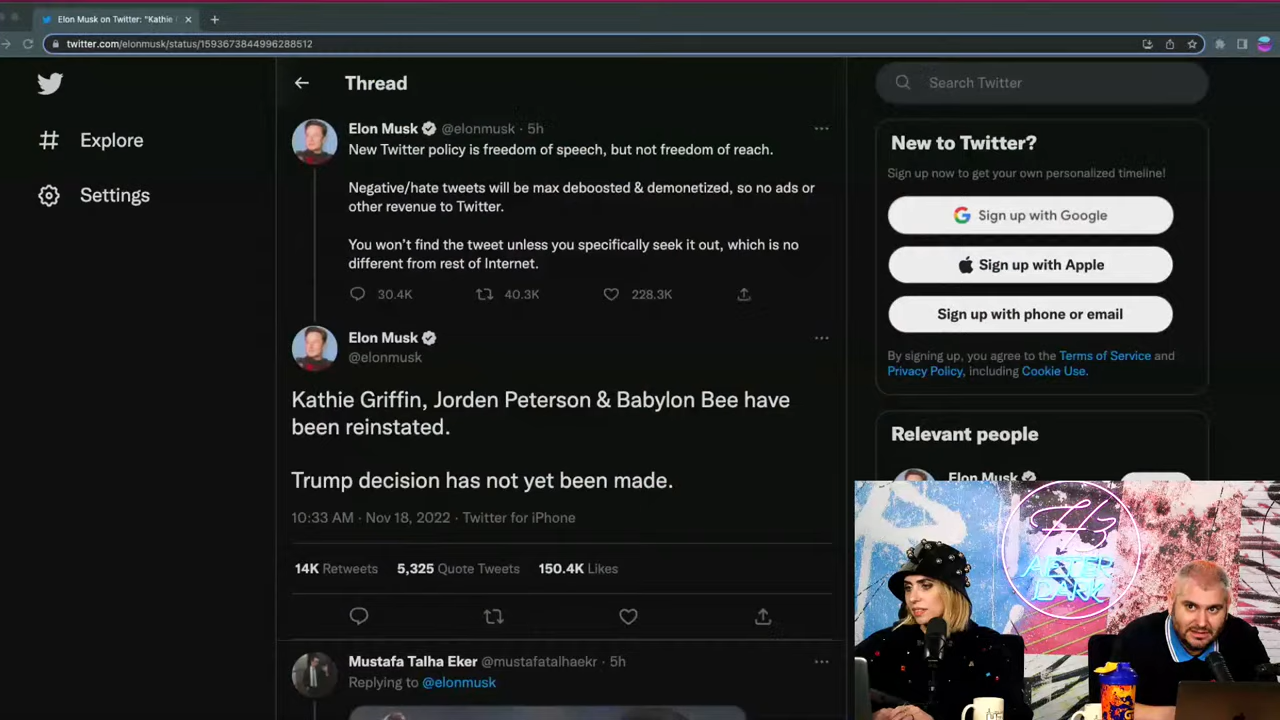 Elon Musk on Twitter: "Kathie
twitter.com/elonmusk/status/1593673844996288512
Explore
Settings
Thread
Elon Musk @elonmusk · 5h
New Twitter policy is freedom of speech, but not freedom of reach.
Negative/hate tweets will be max deboosted & demonetized, so no ads or
other revenue to Twitter.
You won't find the tweet unless you specifically seek it out, which is no
different from rest of Internet.
30.4K 40.3K 228.3K
Elon Musk
@elonmusk
Kathie Griffin, Jorden Peterson & Babylon Bee have
been reinstated.
Trump decision has not yet been made.
10:33 AM · Nov 18, 2022 · Twitter for iPhone
14K Retweets 5,325 Quote Tweets 150.4K Likes
Mustafa Talha Eker @mustafatalhaekr · 5h
Replying to @elonmusk
Search Twitter
New to Twitter?
Sign up now to get your own personalized timeline!
Sign up with Google
Sign up with Apple
Sign up with phone or email
By signing up, you agree to the Terms of Service and
Privacy Policy, including Cookie Use.
Relevant people
Elon Musk
H3
AFTER
DARK